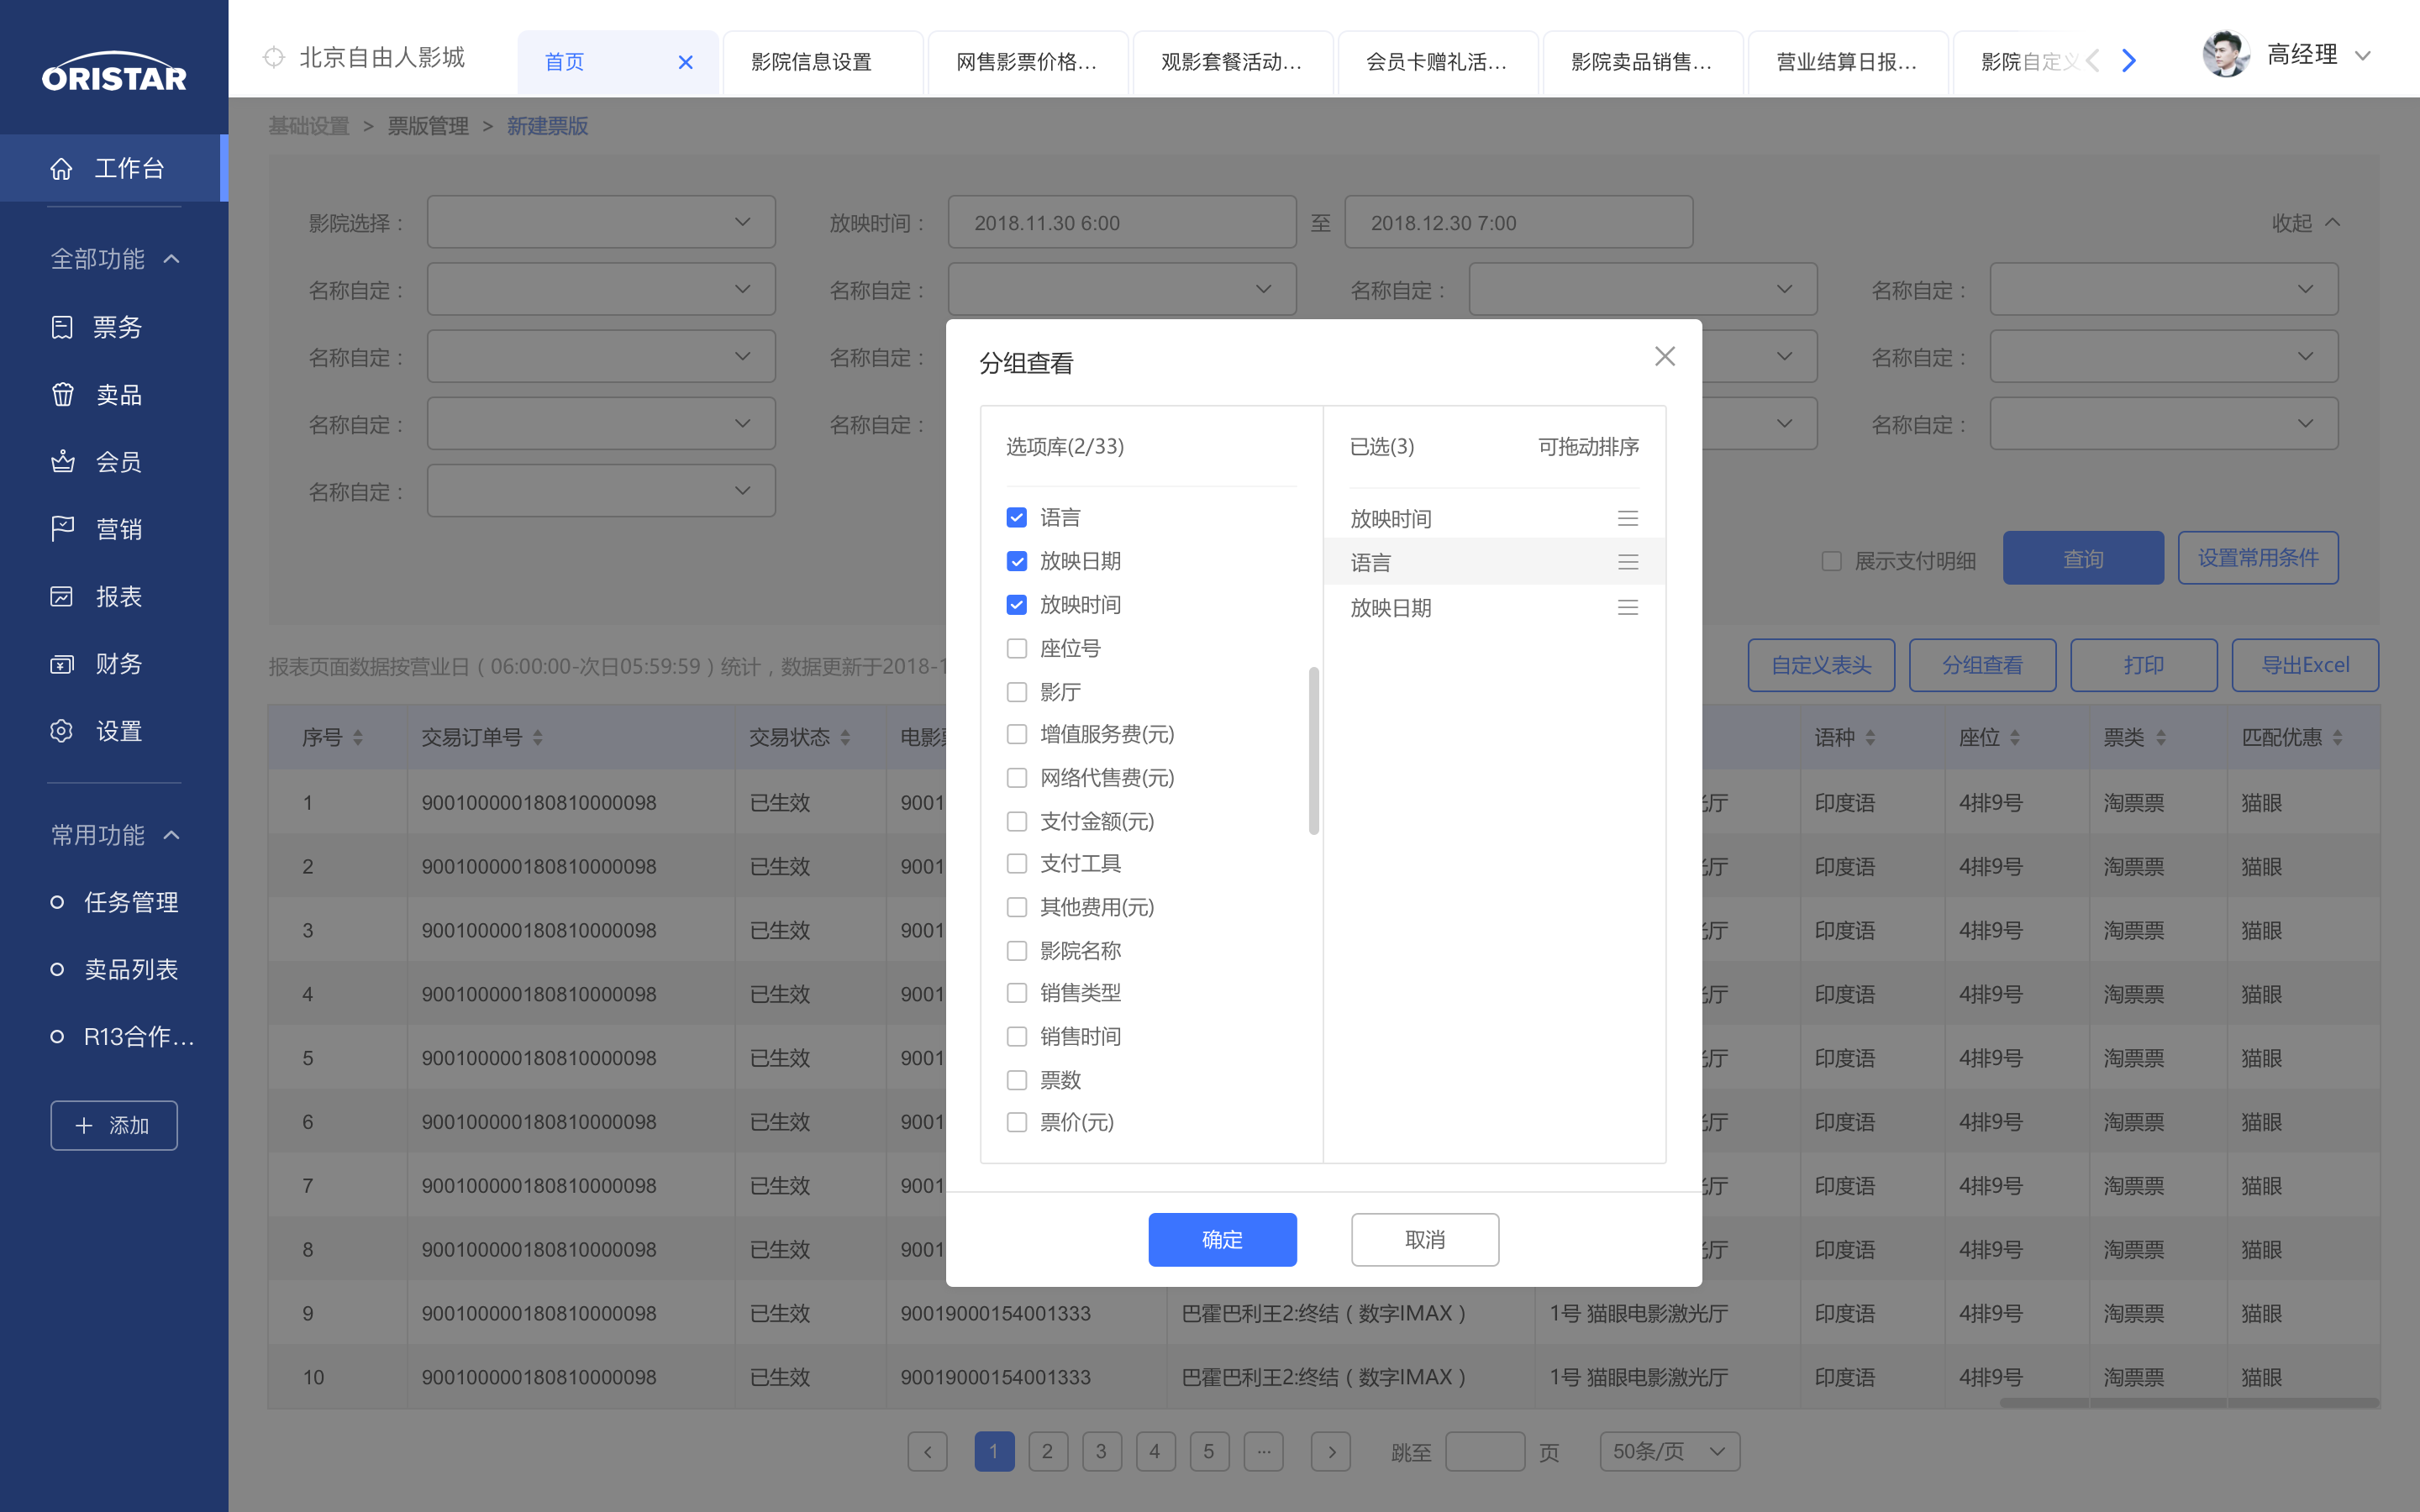 ORISTAR
北京自由人影城
首页
影院信息设置
网售影票价格...
观影套餐活动...
会员卡赠礼活...
影院卖品销售...
营业结算日报...
影院自定义
高经理
工作台
全部功能
票务
卖品
会员
营销
报表
财务
设置
常用功能
任务管理
卖品列表
R13合作...
添加
基础设置 > 票版管理 > 新建票版
影院选择：
放映时间： 2018.11.30 6:00 至 2018.12.30 7:00
收起
名称自定： 名称自定： 名称自定： 名称自定：
名称自定： 名称自定： 名称自定：
名称自定： 名称自定： 名称自定：
名称自定：
展示支付明细 查询 设置常用条件
报表页面数据按营业日（06:00:00-次日05:59:59）统计，数据更新于2018-1
自定义表头 分组查看 打印 导出Excel
序号 交易订单号 交易状态 电影 语种 座位 票类 匹配优惠
1 900100000180810000098 已生效 9001 厅 印度语 4排9号 淘票票 猫眼
2 900100000180810000098 已生效 9001 厅 印度语 4排9号 淘票票 猫眼
3 900100000180810000098 已生效 9001 厅 印度语 4排9号 淘票票 猫眼
4 900100000180810000098 已生效 9001 厅 印度语 4排9号 淘票票 猫眼
5 900100000180810000098 已生效 9001 厅 印度语 4排9号 淘票票 猫眼
6 900100000180810000098 已生效 9001 厅 印度语 4排9号 淘票票 猫眼
7 900100000180810000098 已生效 9001 厅 印度语 4排9号 淘票票 猫眼
8 900100000180810000098 已生效 9001 厅 印度语 4排9号 淘票票 猫眼
9 900100000180810000098 已生效 90019000154001333 巴霍巴利王2:终结（数字IMAX） 1号 猫眼电影激光厅 印度语 4排9号 淘票票 猫眼
10 900100000180810000098 已生效 90019000154001333 巴霍巴利王2:终结（数字IMAX） 1号 猫眼电影激光厅 印度语 4排9号 淘票票 猫眼
1 2 3 4 5 ... 跳至 页 50条/页
分组查看
选项库(2/33)
语言
放映日期
放映时间
座位号
影厅
增值服务费(元)
网络代售费(元)
支付金额(元)
支付工具
其他费用(元)
影院名称
销售类型
销售时间
票数
票价(元)
已选(3) 可拖动排序
放映时间
语言
放映日期
确定 取消